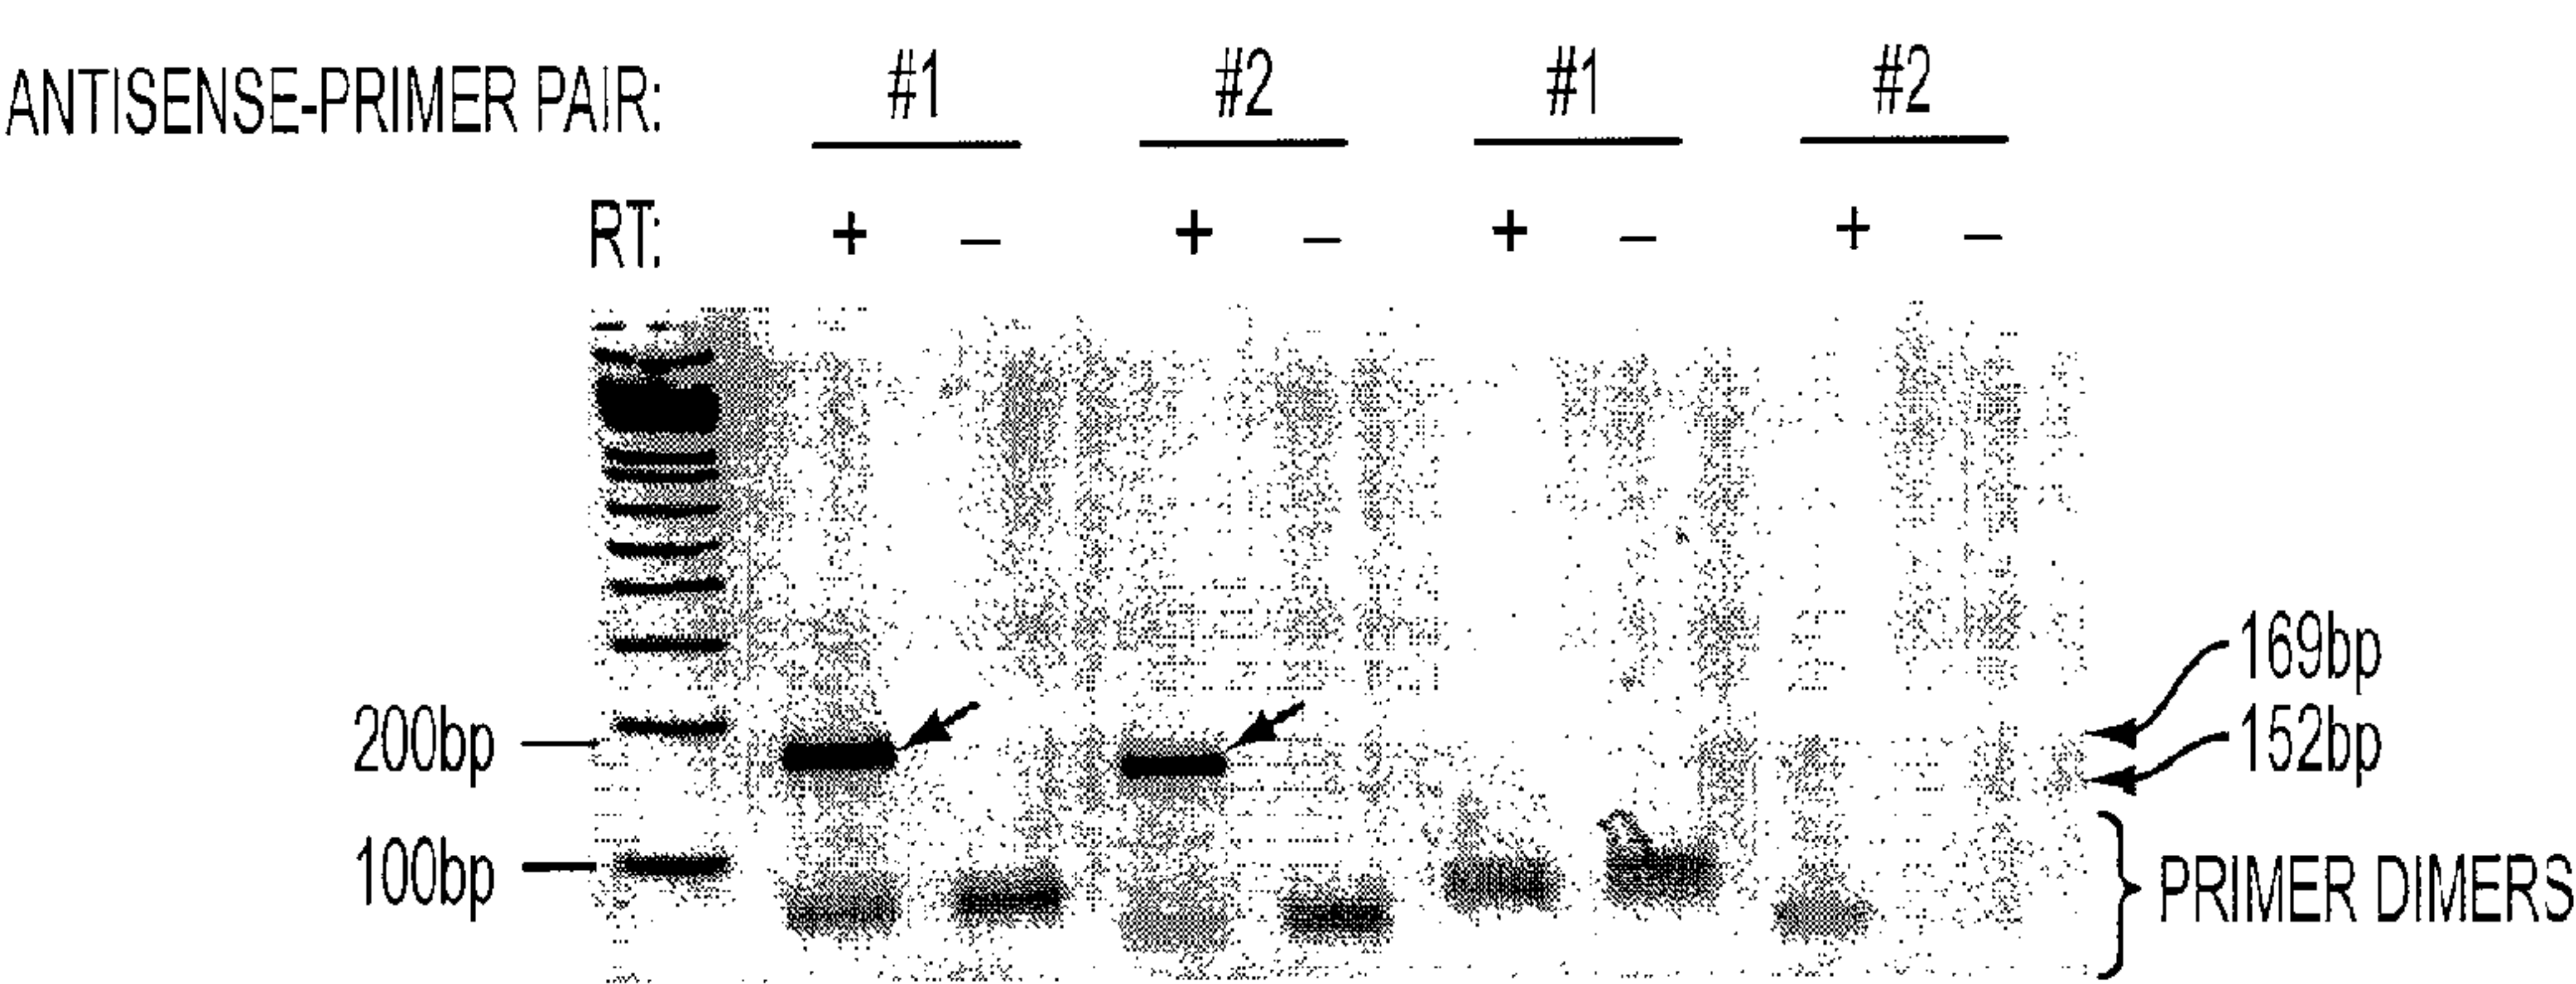 ANTISENSE-PRIMER PAIR: #1 #2 #1 #2
RT: + – + – + – + –
169bp
200bp
152bp
100bp
PRIMER DIMERS